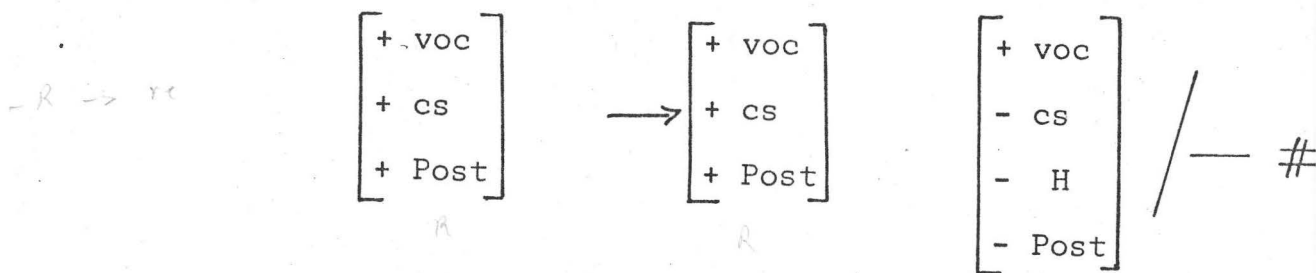 + voc + voc + voc
- R -> re + cs → + cs - cs / — #
+ Post + Post - H
R R - Post